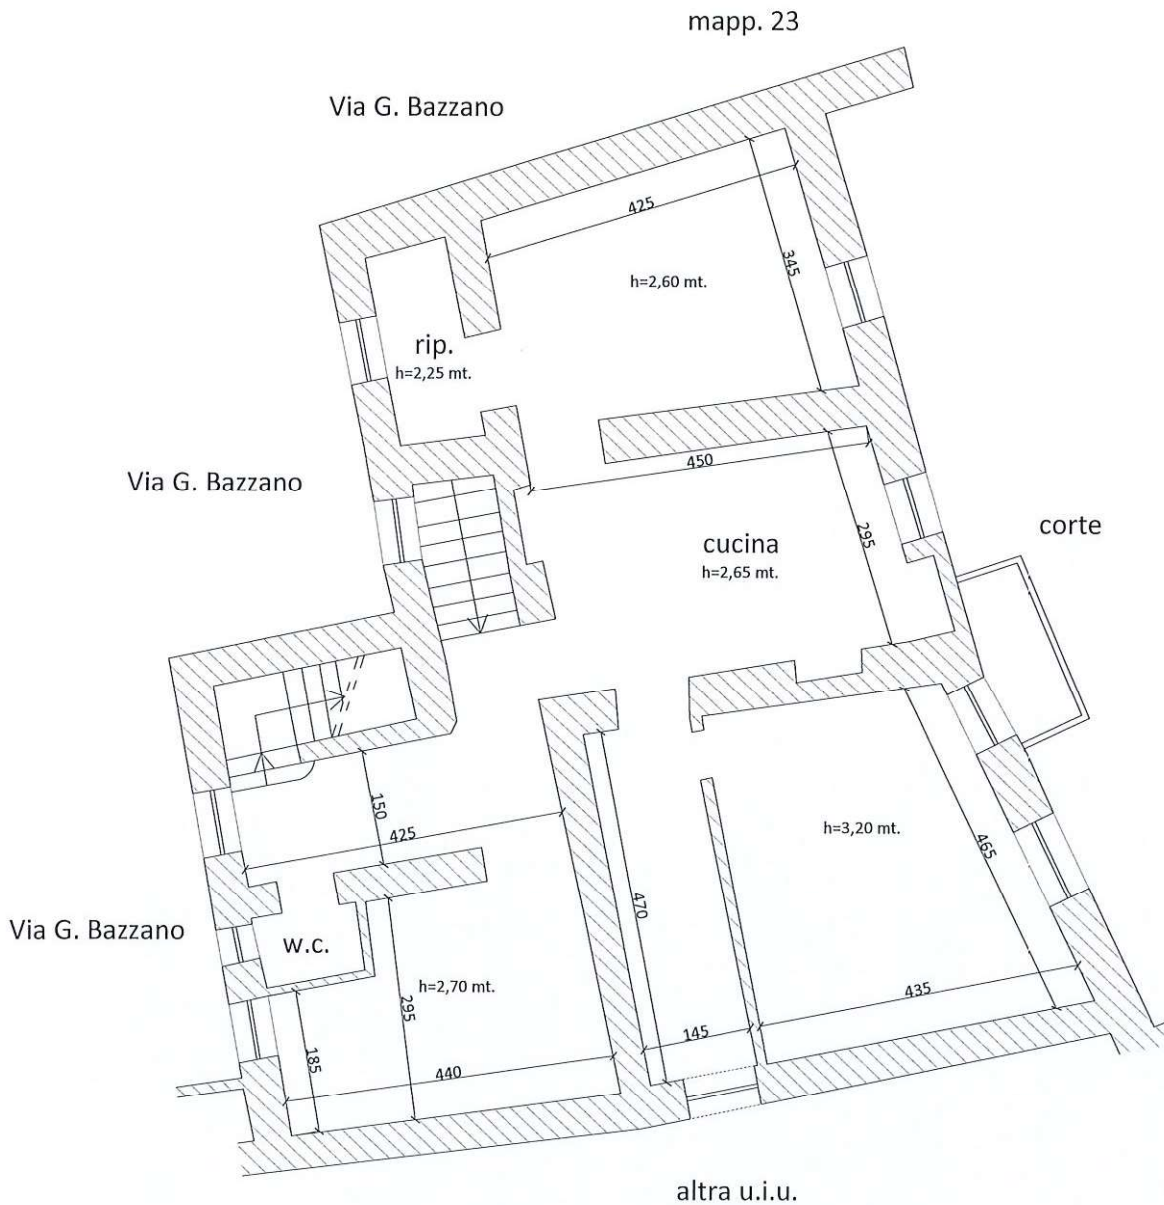 mapp. 23
Via G. Bazzano
425
345
h=2,60 mt.
rip.
h=2,25 mt.
450
Via G. Bazzano
295
cucina
h=2,65 mt.
corte
150
425
h=3,20 mt.
465
470
Via G. Bazzano
w.c.
h=2,70 mt.
295
435
145
185
440
altra u.i.u.